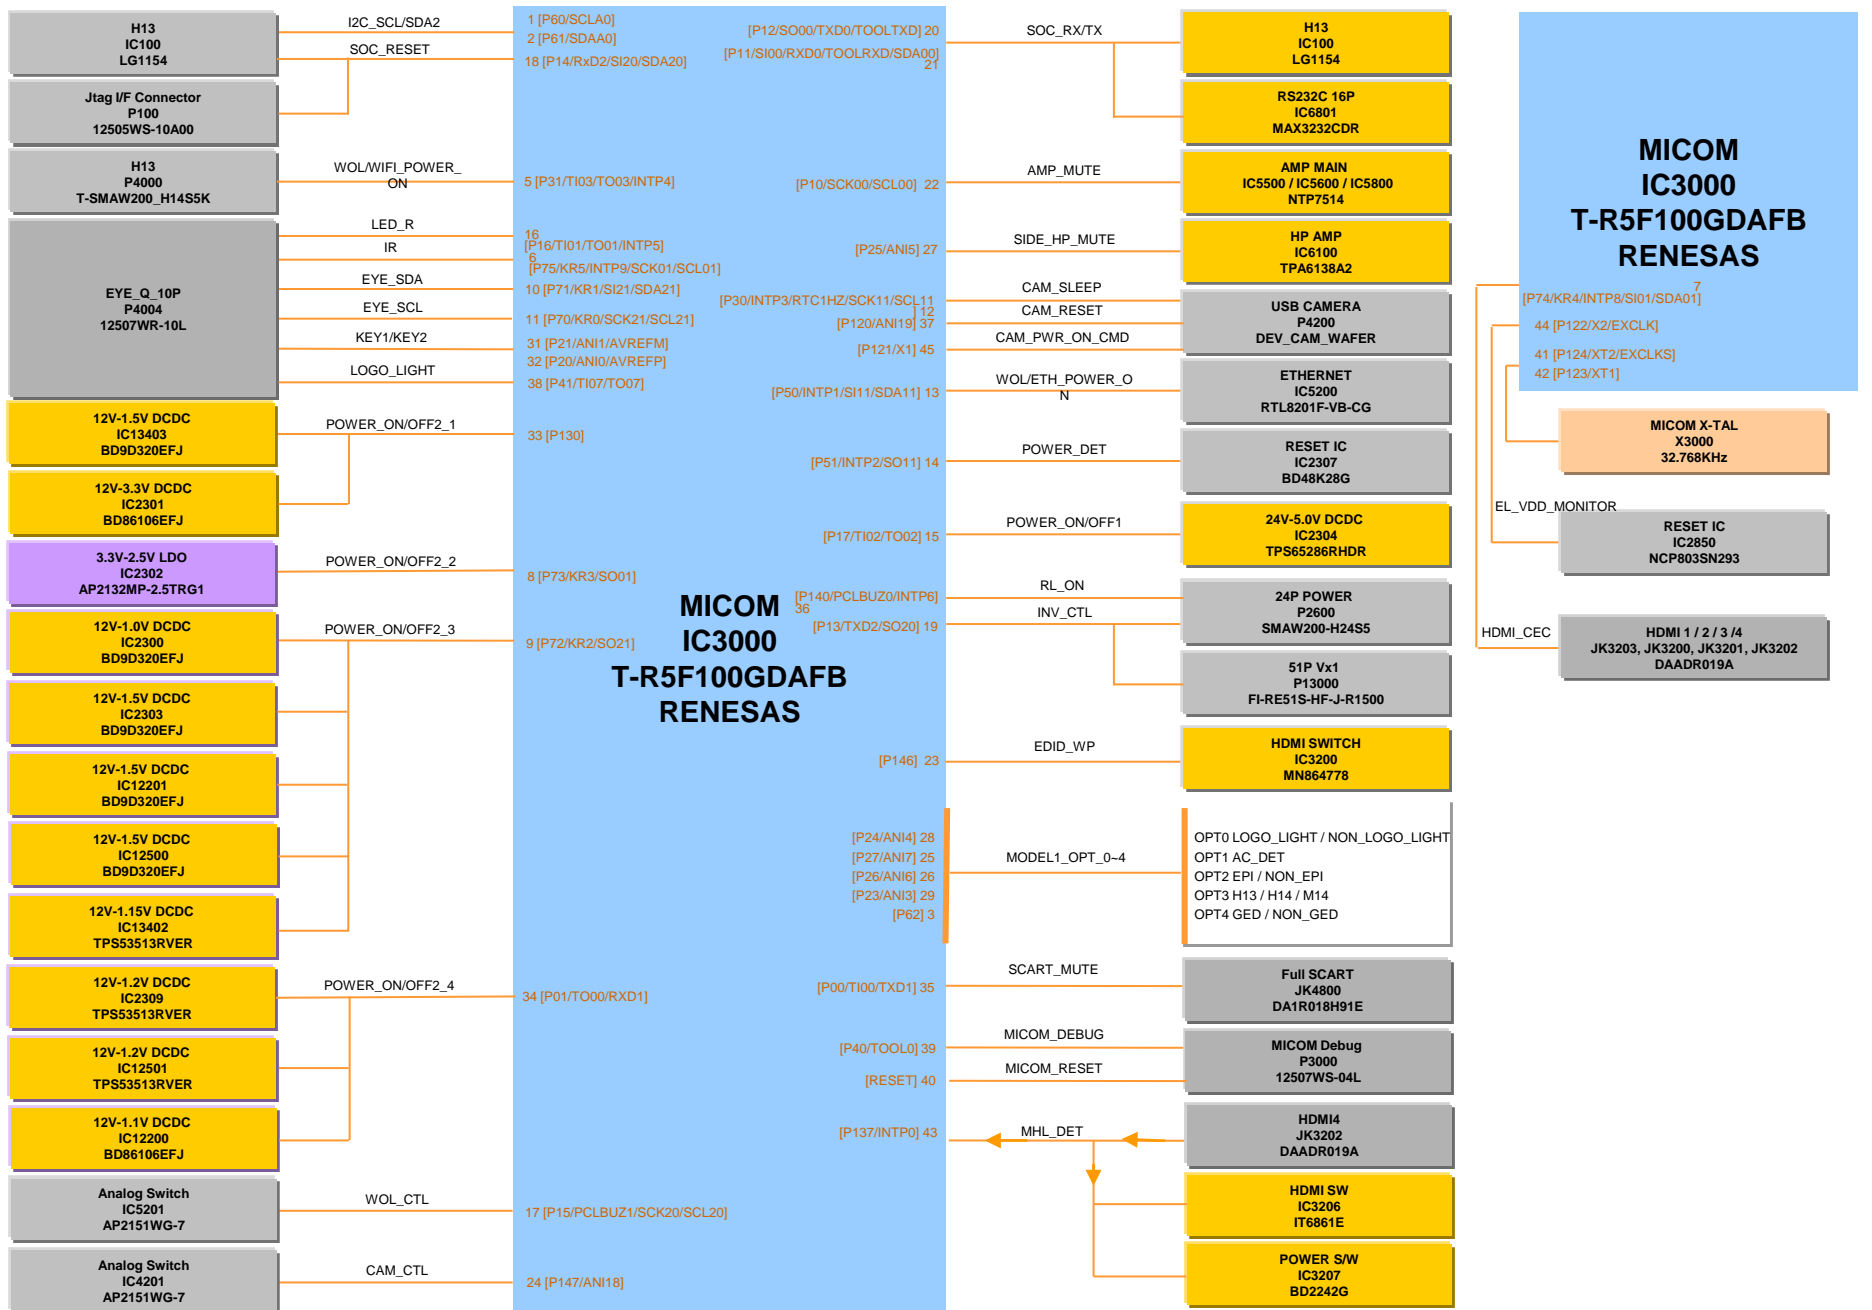 H13
IC100
LG1154
I2C_SCL/SDA2
SOC_RESET
1 [P60/SCLA0]
2 [P61/SDAA0]
18 [P14/RxD2/SI20/SDA20]
Jtag I/F Connector
P100
12505WS-10A00
H13
P4000
T-SMAW200_H14S5K
WOL/WIFI_POWER_
ON
5 [P31/TI03/TO03/INTP4]
EYE_Q_10P
P4004
12507WR-10L
LED_R
IR
EYE_SDA
EYE_SCL
KEY1/KEY2
LOGO_LIGHT
16
[P16/TI01/TO01/INTP5]
6
[P75/KR5/INTP9/SCK01/SCL01]
10 [P71/KR1/SI21/SDA21]
11 [P70/KR0/SCK21/SCL21]
31 [P21/ANI1/AVREFM]
32 [P20/ANI0/AVREFP]
38 [P41/TI07/TO07]
12V-1.5V DCDC
IC13403
BD9D320EFJ
POWER_ON/OFF2_1
33 [P130]
12V-3.3V DCDC
IC2301
BD86106EFJ
3.3V-2.5V LDO
IC2302
AP2132MP-2.5TRG1
POWER_ON/OFF2_2
8 [P73/KR3/SO01]
12V-1.0V DCDC
IC2300
BD9D320EFJ
POWER_ON/OFF2_3
9 [P72/KR2/SO21]
12V-1.5V DCDC
IC2303
BD9D320EFJ
12V-1.5V DCDC
IC12201
BD9D320EFJ
12V-1.5V DCDC
IC12500
BD9D320EFJ
12V-1.15V DCDC
IC13402
TPS53513RVER
12V-1.2V DCDC
IC2309
TPS53513RVER
POWER_ON/OFF2_4
34 [P01/TO00/RXD1]
12V-1.2V DCDC
IC12501
TPS53513RVER
12V-1.1V DCDC
IC12200
BD86106EFJ
Analog Switch
IC5201
AP2151WG-7
WOL_CTL
17 [P15/PCLBUZ1/SCK20/SCL20]
Analog Switch
IC4201
AP2151WG-7
CAM_CTL
24 [P147/ANI18]
MICOM
IC3000
T-R5F100GDAFB
RENESAS
[P12/SO00/TXD0/TOOLTXD] 20
[P11/SI00/RXD0/TOOLRXD/SDA00]
21
SOC_RX/TX
H13
IC100
LG1154
RS232C 16P
IC6801
MAX3232CDR
[P10/SCK00/SCL00] 22
AMP_MUTE
AMP MAIN
IC5500 / IC5600 / IC5800
NTP7514
[P25/ANI5] 27
SIDE_HP_MUTE
HP AMP
IC6100
TPA6138A2
[P30/INTP3/RTC1HZ/SCK11/SCL11
] 12
[P120/ANI19] 37
[P121/X1] 45
CAM_SLEEP
CAM_RESET
CAM_PWR_ON_CMD
USB CAMERA
P4200
DEV_CAM_WAFER
[P50/INTP1/SI11/SDA11] 13
WOL/ETH_POWER_O
N
ETHERNET
IC5200
RTL8201F-VB-CG
[P51/INTP2/SO11] 14
POWER_DET
RESET IC
IC2307
BD48K28G
[P17/TI02/TO02] 15
POWER_ON/OFF1
24V-5.0V DCDC
IC2304
TPS65286RHDR
[P140/PCLBUZ0/INTP6]
36
[P13/TXD2/SO20] 19
RL_ON
INV_CTL
24P POWER
P2600
SMAW200-H24S5
51P Vx1
P13000
FI-RE51S-HF-J-R1500
[P146] 23
EDID_WP
HDMI SWITCH
IC3200
MN864778
[P24/ANI4] 28
[P27/ANI7] 25
[P26/ANI6] 26
[P23/ANI3] 29
[P62] 3
MODEL1_OPT_0~4
OPT0 LOGO_LIGHT / NON_LOGO_LIGHT
OPT1 AC_DET
OPT2 EPI / NON_EPI
OPT3 H13 / H14 / M14
OPT4 GED / NON_GED
[P00/TI00/TXD1] 35
SCART_MUTE
Full SCART
JK4800
DA1R018H91E
[P40/TOOL0] 39
[RESET] 40
MICOM_DEBUG
MICOM_RESET
MICOM Debug
P3000
12507WS-04L
[P137/INTP0] 43
MHL_DET
HDMI4
JK3202
DAADR019A
HDMI SW
IC3206
IT6861E
POWER S/W
IC3207
BD2242G
MICOM
IC3000
T-R5F100GDAFB
RENESAS
7
[P74/KR4/INTP8/SI01/SDA01]
44 [P122/X2/EXCLK]
41 [P124/XT2/EXCLKS]
42 [P123/XT1]
MICOM X-TAL
X3000
32.768KHz
EL_VDD_MONITOR
RESET IC
IC2850
NCP803SN293
HDMI_CEC
HDMI 1 / 2 / 3 /4
JK3203, JK3200, JK3201, JK3202
DAADR019A